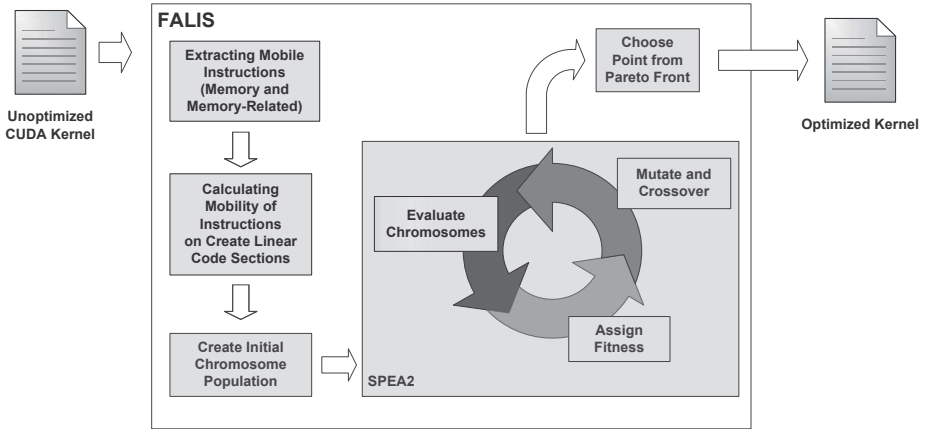 FALIS
Unoptimized
CUDA Kernel
Extracting Mobile
Instructions
(Memory and
Memory-Related)
Calculating
Mobility of
Instructions
on Create Linear
Code Sections
Create Initial
Chromosome
Population
Evaluate
Chromosomes
Mutate and
Crossover
Assign
Fitness
SPEA2
Choose
Point from
Pareto Front
Optimized Kernel